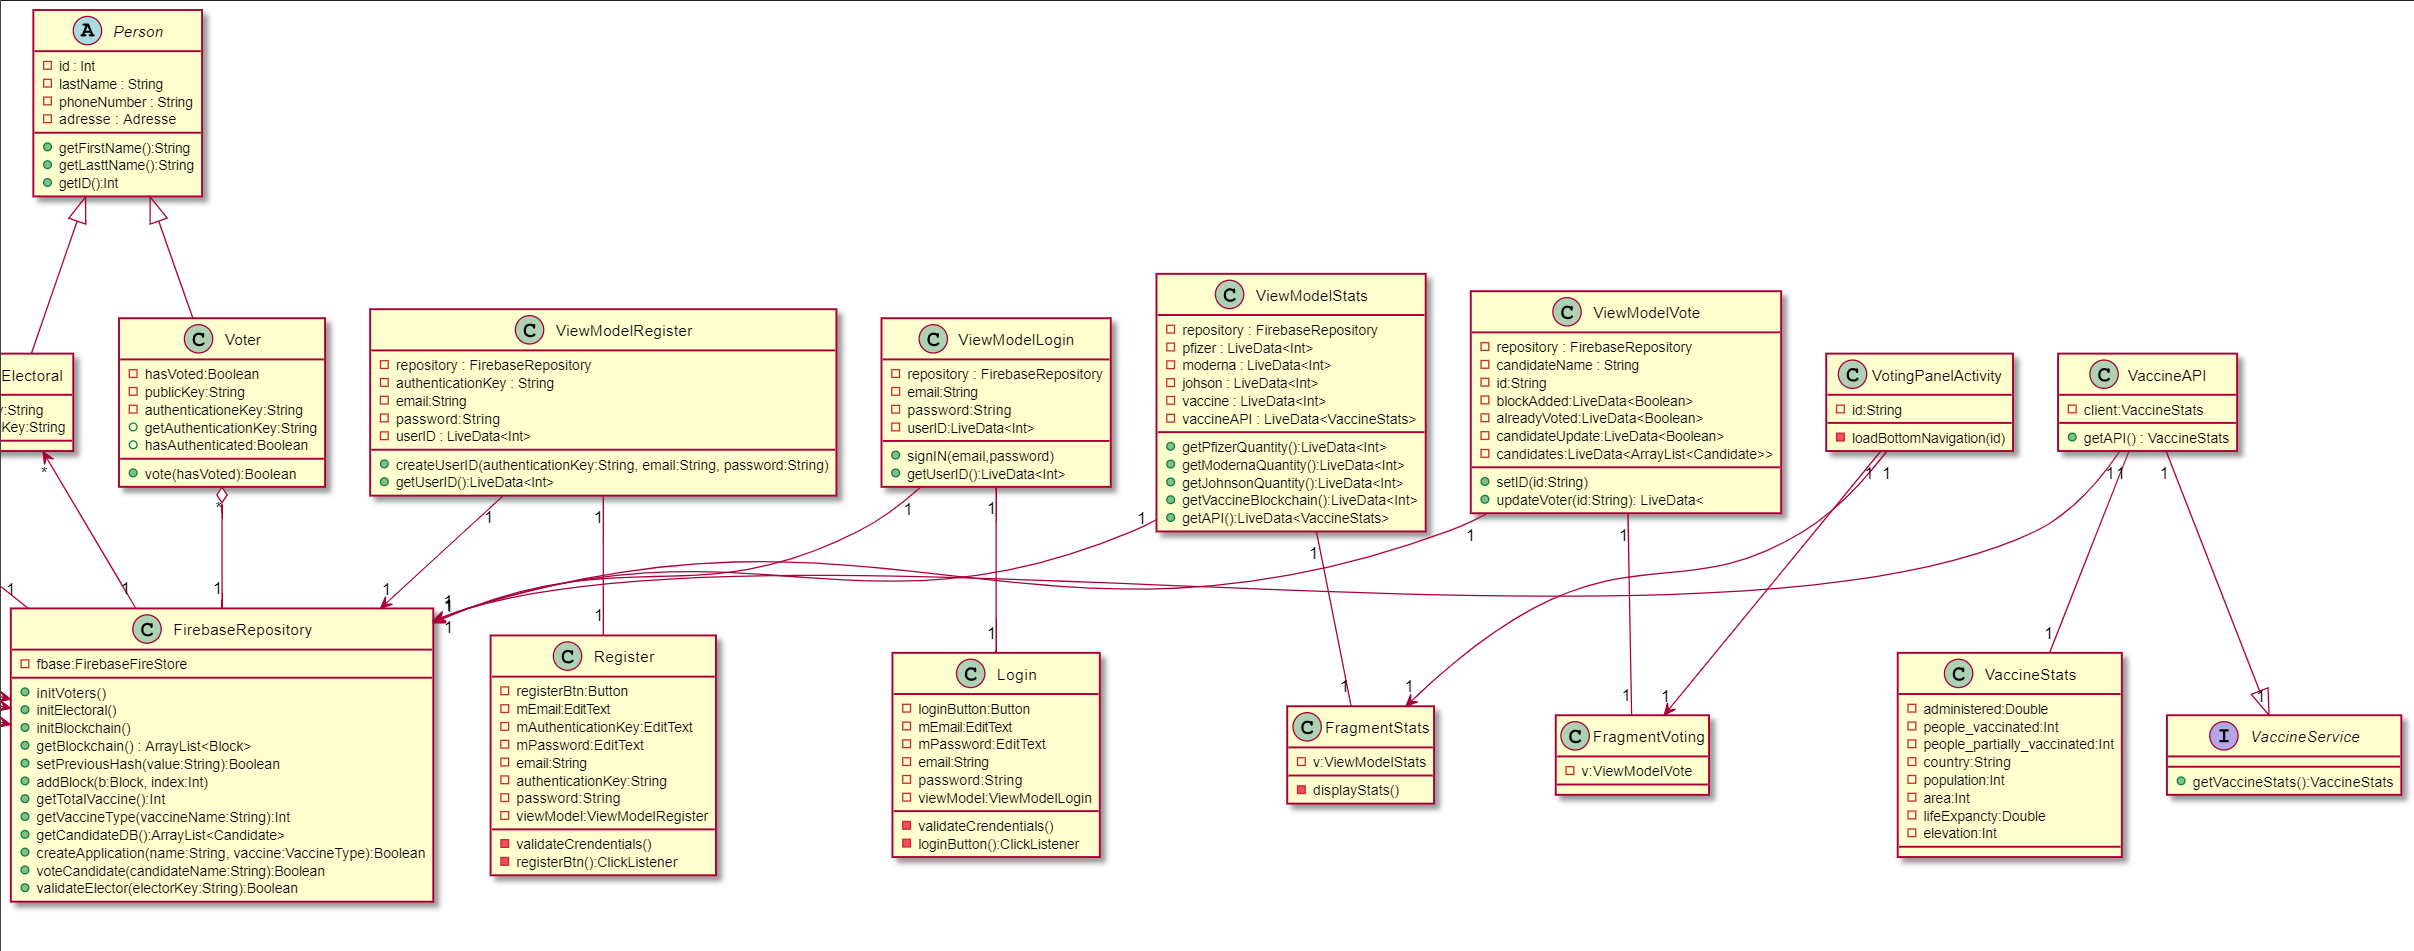 A Person
id : Int
lastName : String
phoneNumber : String
adresse : Adresse
getFirstName():String
getLasttName():String
getID():Int
Electoral
:String
Key:String
*
1
C Voter
hasVoted:Boolean
publicKey:String
authenticationeKey:String
getAuthenticationKey:String
hasAuthenticated:Boolean
vote(hasVoted):Boolean
*
1
C ViewModelRegister
repository : FirebaseRepository
authenticationKey : String
email:String
password:String
userID : LiveData<Int>
createUserID(authenticationKey:String, email:String, password:String)
getUserID():LiveData<Int>
1
1
1
1
C ViewModelLogin
repository : FirebaseRepository
email:String
password:String
userID:LiveData<Int>
signIN(email,password)
getUserID():LiveData<Int>
1
1
1
C ViewModelStats
repository : FirebaseRepository
pfizer : LiveData<Int>
moderna : LiveData<Int>
johson : LiveData<Int>
vaccine : LiveData<Int>
vaccineAPI : LiveData<VaccineStats>
getPfizerQuantity():LiveData<Int>
getModernaQuantity():LiveData<Int>
getJohnsonQuantity():LiveData<Int>
getVaccineBlockchain():LiveData<Int>
getAPI():LiveData<VaccineStats>
1
1
1
C ViewModelVote
repository : FirebaseRepository
candidateName : String
id:String
blockAdded:LiveData<Boolean>
alreadyVoted:LiveData<Boolean>
candidateUpdate:LiveData<Boolean>
candidates:LiveData<ArrayList<Candidate>>
setID(id:String)
updateVoter(id:String): LiveData<
1
1
1
C VotingPanelActivity
id:String
loadBottomNavigation(id)
1
1
1
1
C VaccineAPI
client:VaccineStats
getAPI() : VaccineStats
1
1
1
1
1
1
1
1
C FirebaseRepository
fbase:FirebaseFireStore
initVoters()
initElectoral()
initBlockchain()
getBlockchain() : ArrayList<Block>
setPreviousHash(value:String):Boolean
addBlock(b:Block, index:Int)
getTotalVaccine():Int
getVaccineType(vaccineName:String):Int
getCandidateDB():ArrayList<Candidate>
createApplication(name:String, vaccine:VaccineType):Boolean
voteCandidate(candidateName:String):Boolean
validateElector(electorKey:String):Boolean
C Register
registerBtn:Button
mEmail:EditText
mAuthenticationKey:EditText
mPassword:EditText
email:String
authenticationKey:String
password:String
viewModel:ViewModelRegister
validateCrendentials()
registerBtn():ClickListener
C Login
loginButton:Button
mEmail:EditText
mPassword:EditText
email:String
password:String
viewModel:ViewModelLogin
validateCrendentials()
loginButton():ClickListener
C FragmentStats
v:ViewModelStats
displayStats()
C FragmentVoting
v:ViewModelVote
C VaccineStats
administered:Double
people_vaccinated:Int
people_partially_vaccinated:Int
country:String
population:Int
area:Int
lifeExpancty:Double
elevation:Int
I VaccineService
getVaccineStats():VaccineStats